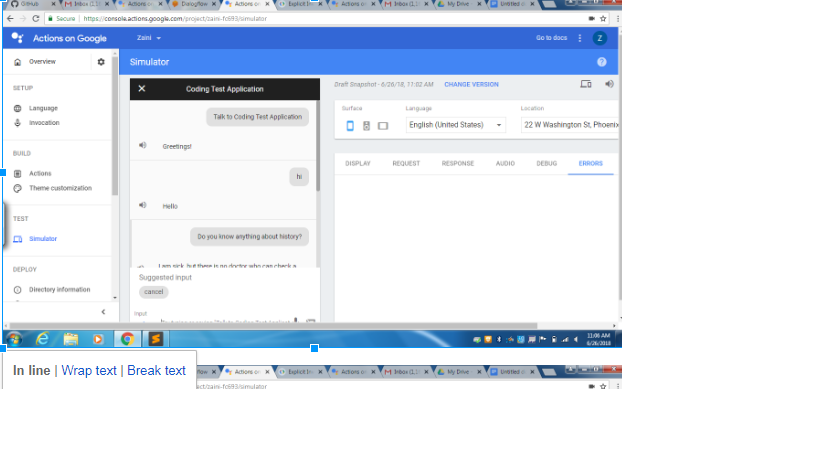 GitHub
Inbox (1,1
Actions o
Dialogflow
Actions o
Explicit In
Actions o
Inbox (1,
My Drive
Untitled
Secure
https://console.actions.google.com/project/zaini-fc693/simulator
Actions on Google
Zaini
Go to docs
Z
Overview
Simulator
SETUP
Language
Invocation
BUILD
Actions
Theme customization
TEST
Simulator
DEPLOY
Directory information
Coding Test Application
Talk to Coding Test Application
Greetings!
hi
Hello
Do you know anything about history?
I am sick, but there is no doctor who can check a
Suggested input
cancel
Input
Draft Snapshot - 6/26/18, 11:02 AM CHANGE VERSION
Surface
Language
Location
English (United States)
22 W Washington St, Phoenix
DISPLAY REQUEST RESPONSE AUDIO DEBUG ERRORS
11:06 AM
6/26/2018
In line | Wrap text | Break text
Actions o
Explicit In
Actions o
Inbox (1,
My Drive
Untitled
ect/zaini-fc693/simulator